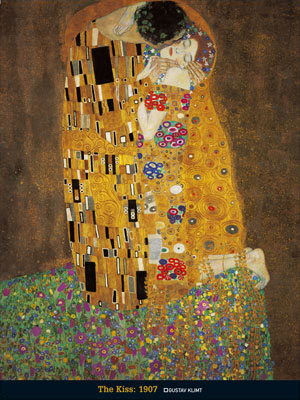 The Kiss: 1907 GUSTAV KLIMT